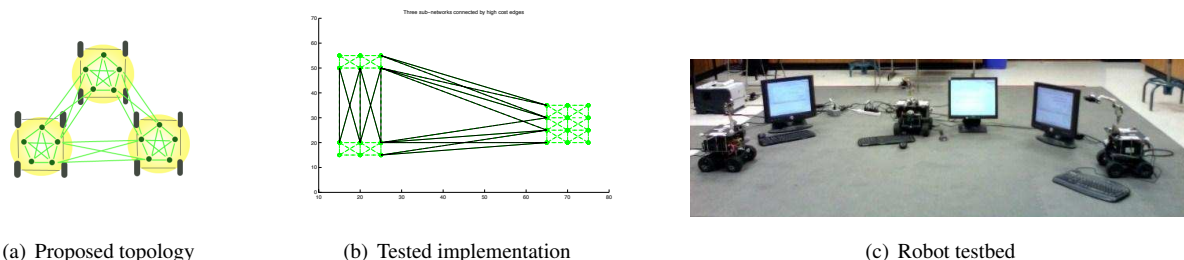 Three sub-networks connected by high cost edges
70
60
50
40
30
20
10
0
10 20 30 40 50 60 70 80
(a) Proposed topology
(b) Tested implementation
(c) Robot testbed